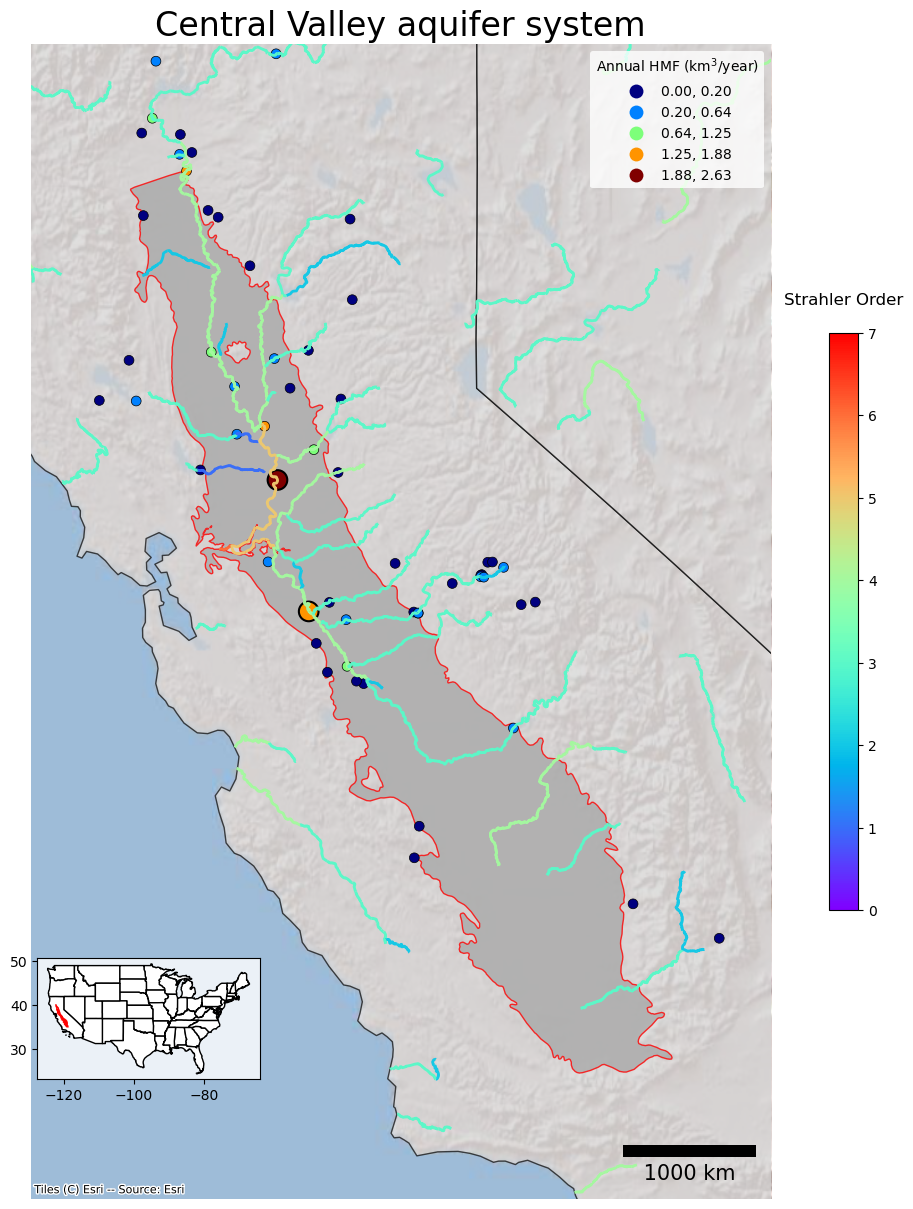 Central Valley aquifer system
Annual HMF (km³/year)
0.00, 0.20
0.20, 0.64
0.64, 1.25
1.25, 1.88
1.88, 2.63
Strahler Order
7
6
5
4
3
2
1
0
50
40
30
−120 −100 −80
1000 km
Tiles (C) Esri -- Source: Esri